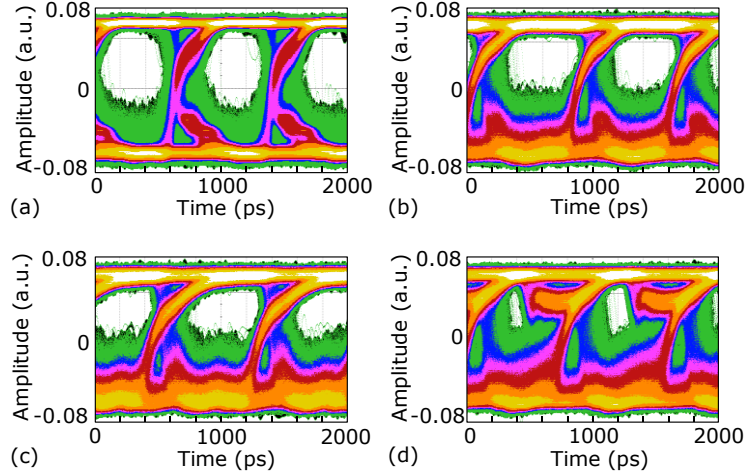 0.08
Amplitude (a.u.)
0
-0.08
0 1000 2000
Time (ps)
(a)
0.08
Amplitude (a.u.)
0
-0.08
0 1000 2000
Time (ps)
(b)
0.08
Amplitude (a.u.)
0
-0.08
0 1000 2000
Time (ps)
(c)
0.08
Amplitude (a.u.)
0
-0.08
0 1000 2000
Time (ps)
(d)